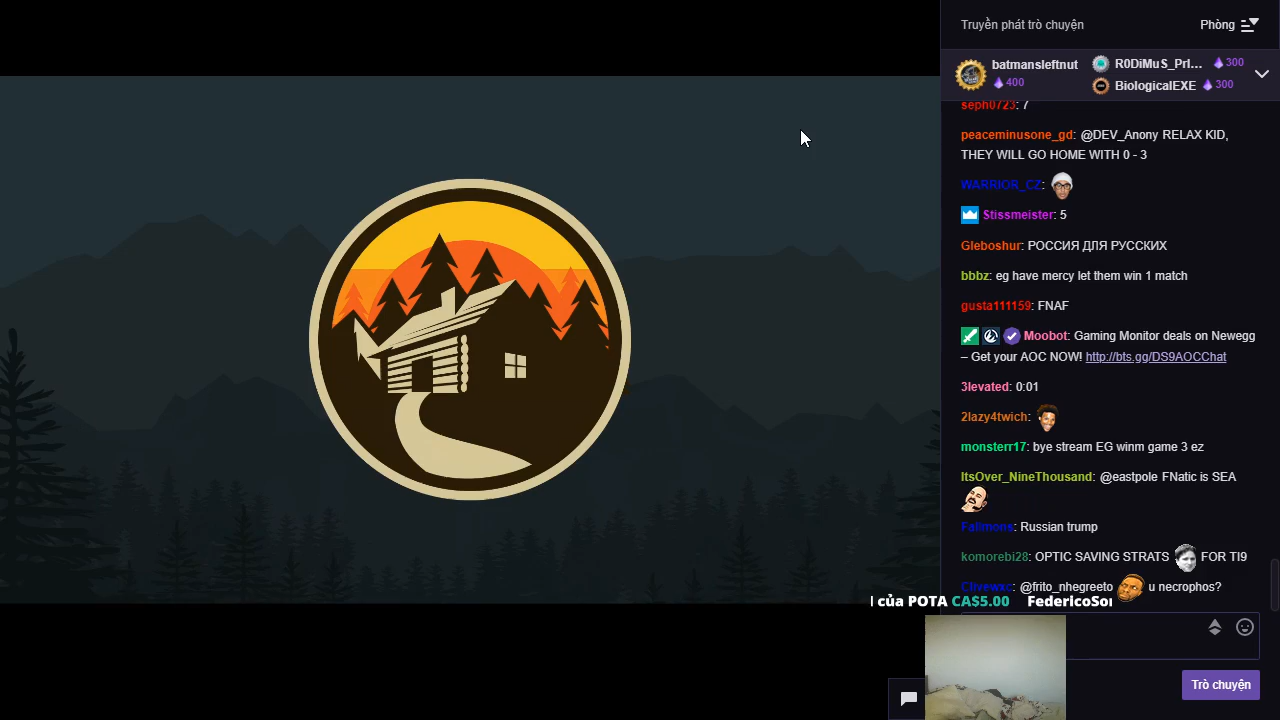 Truyền phát trò chuyện
Phòng
batmansleftnut
400
R0DiMuS_PrI...
300
BiologicalEXE
300
seph0723: 7
peaceminusone_gd: @DEV_Anony RELAX KID,
THEY WILL GO HOME WITH 0 - 3
WARRIOR_CZ:
Stissmeister: 5
Gleboshur: РОССИЯ ДЛЯ РУССКИХ
bbbz: eg have mercy let them win 1 match
gusta111159: FNAF
Moobot: Gaming Monitor deals on Newegg
– Get your AOC NOW! http://bts.gg/DS9AOCChat
3levated: 0:01
2lazy4twich:
monsterr17: bye stream EG winm game 3 ez
ItsOver_NineThousand: @eastpole FNatic is SEA
Fallmons: Russian trump
komorebi28: OPTIC SAVING STRATS FOR TI9
Clivewxc: @frito_nhegreeto u necrophos?
của POTA CA$5.00 FedericoSor
Trò chuyện